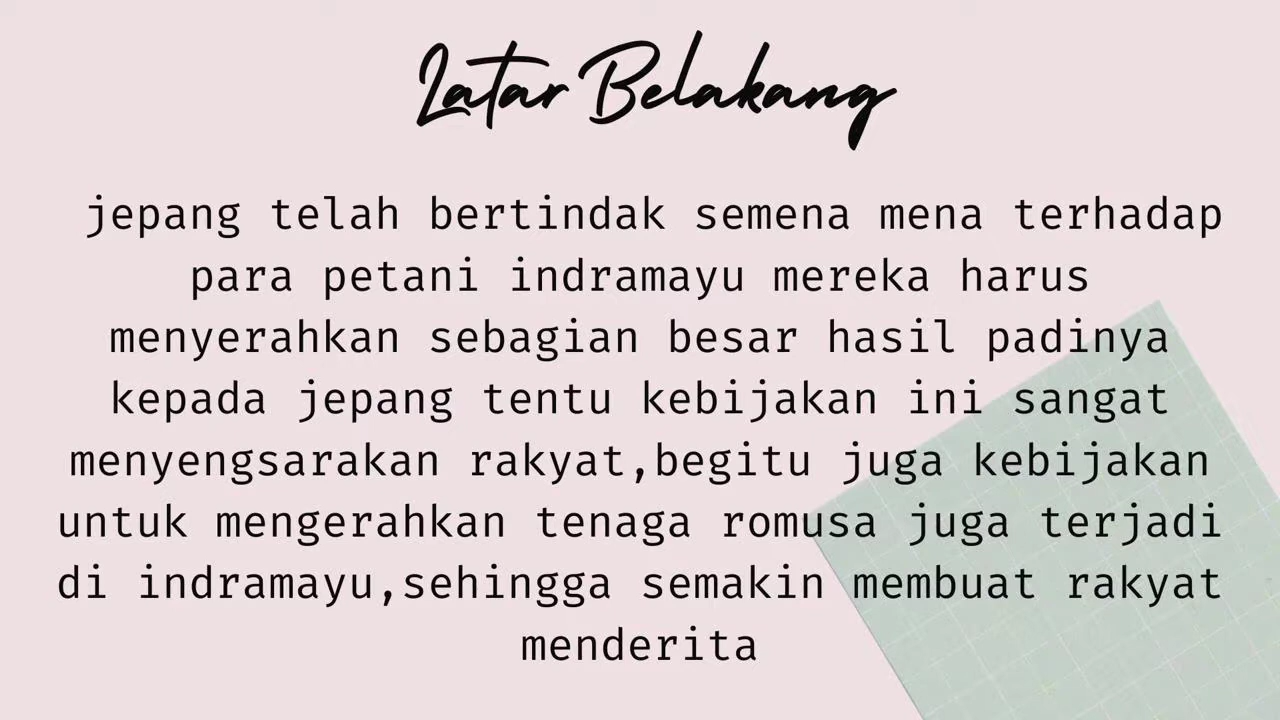 Latar Belakang
jepang telah bertindak semena mena terhadap
para petani indramayu mereka harus
menyerahkan sebagian besar hasil padinya
kepada jepang tentu kebijakan ini sangat
menyengsarakan rakyat,begitu juga kebijakan
untuk mengerahkan tenaga romusa juga terjadi
di indramayu,sehingga semakin membuat rakyat
menderita